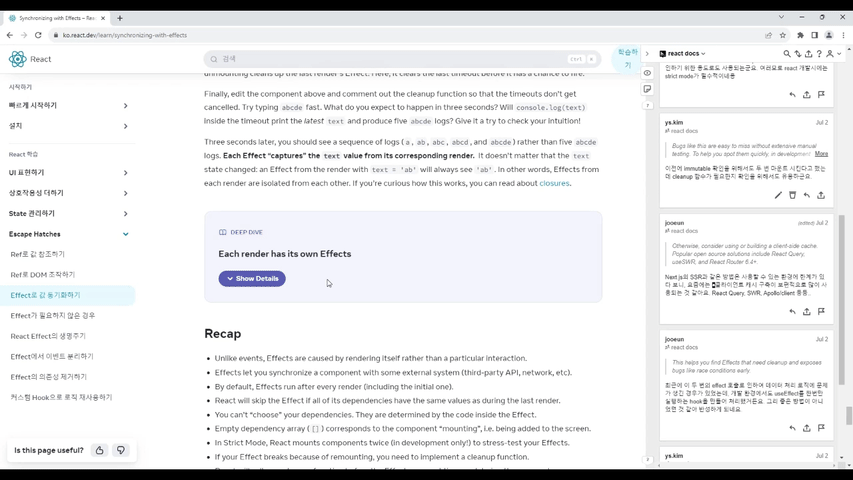 Synchronizing with Effects – Reac
ko.react.dev/learn/synchronizing-with-effects
React
검색
Ctrl K
학습하기
시작하기
빠르게 시작하기
설치
React 학습
UI 표현하기
상호작용성 더하기
State 관리하기
Escape Hatches
Ref로 값 참조하기
Ref로 DOM 조작하기
Effect로 값 동기화하기
Effect가 필요하지 않은 경우
React Effect의 생명주기
Effect에서 이벤트 분리하기
Effect의 의존성 제거하기
커스텀 Hook으로 로직 재사용하기
Is this page useful?
unmounting cleans up the last render's Effect. Here, it clears the last timeout before it has a chance to fire.
Finally, edit the component above and comment out the cleanup function so that the timeouts don't get
cancelled. Try typing abcde fast. What do you expect to happen in three seconds? Will console.log(text)
inside the timeout print the latest text and produce five abcde logs? Give it a try to check your intuition!
Three seconds later, you should see a sequence of logs (a, ab, abc, abcd, and abcde) rather than five abcde
logs. Each Effect “captures” the text value from its corresponding render. It doesn't matter that the text
state changed: an Effect from the render with text = 'ab' will always see 'ab'. In other words, Effects from
each render are isolated from each other. If you're curious how this works, you can read about closures.
DEEP DIVE
Each render has its own Effects
Show Details
Recap
Unlike events, Effects are caused by rendering itself rather than a particular interaction.
Effects let you synchronize a component with some external system (third-party API, network, etc).
By default, Effects run after every render (including the initial one).
React will skip the Effect if all of its dependencies have the same values as during the last render.
You can't “choose” your dependencies. They are determined by the code inside the Effect.
Empty dependency array ([]) corresponds to the component “mounting”, i.e. being added to the screen.
In Strict Mode, React mounts components twice (in development only!) to stress-test your Effects.
If your Effect breaks because of remounting, you need to implement a cleanup function.
react docs
인하기 위한 용도로도 사용되는군요. 여러모로 react 개발시에는
strict mode가 필수적이네용
ys.kim
Jul 2
react docs
Bugs like this are easy to miss without extensive manual
testing. To help you spot them quickly, in development
More
이전에 immutable 확인을 위해서도 두 번 마운트 시킨다고 했는
데 cleanup 함수가 필요한지 확인을 위해서도 유용하군요.
jooeun
(edited) Jul 2
react docs
Otherwise, consider using or building a client-side cache.
Popular open source solutions include React Query,
useSWR, and React Router 6.4+.
Next js의 SSR과 같은 방법은 사용할 수 있는 환경에 한계가 있
다 보니, 요즘에는 클라이언트 캐시 구축이 보편적으로 많이 사
용되는 것 같아요. React Query, SWR, Apollo/client 등등..
jooeun
Jul 2
react docs
This helps you find Effects that need cleanup and exposes
bugs like race conditions early.
최근에 이 두 번의 effect 호출로 인하여 데이터 처리 로직에 문제
가 생긴 경우가 있었는데, 개발 환경에서도 useEffect를 한번만
실행하는 hook을 만들어 처리했거든요. 그리 좋은 방법이 아니
었던 것 같아 반성하게 되네요.
ys.kim
Jul 2